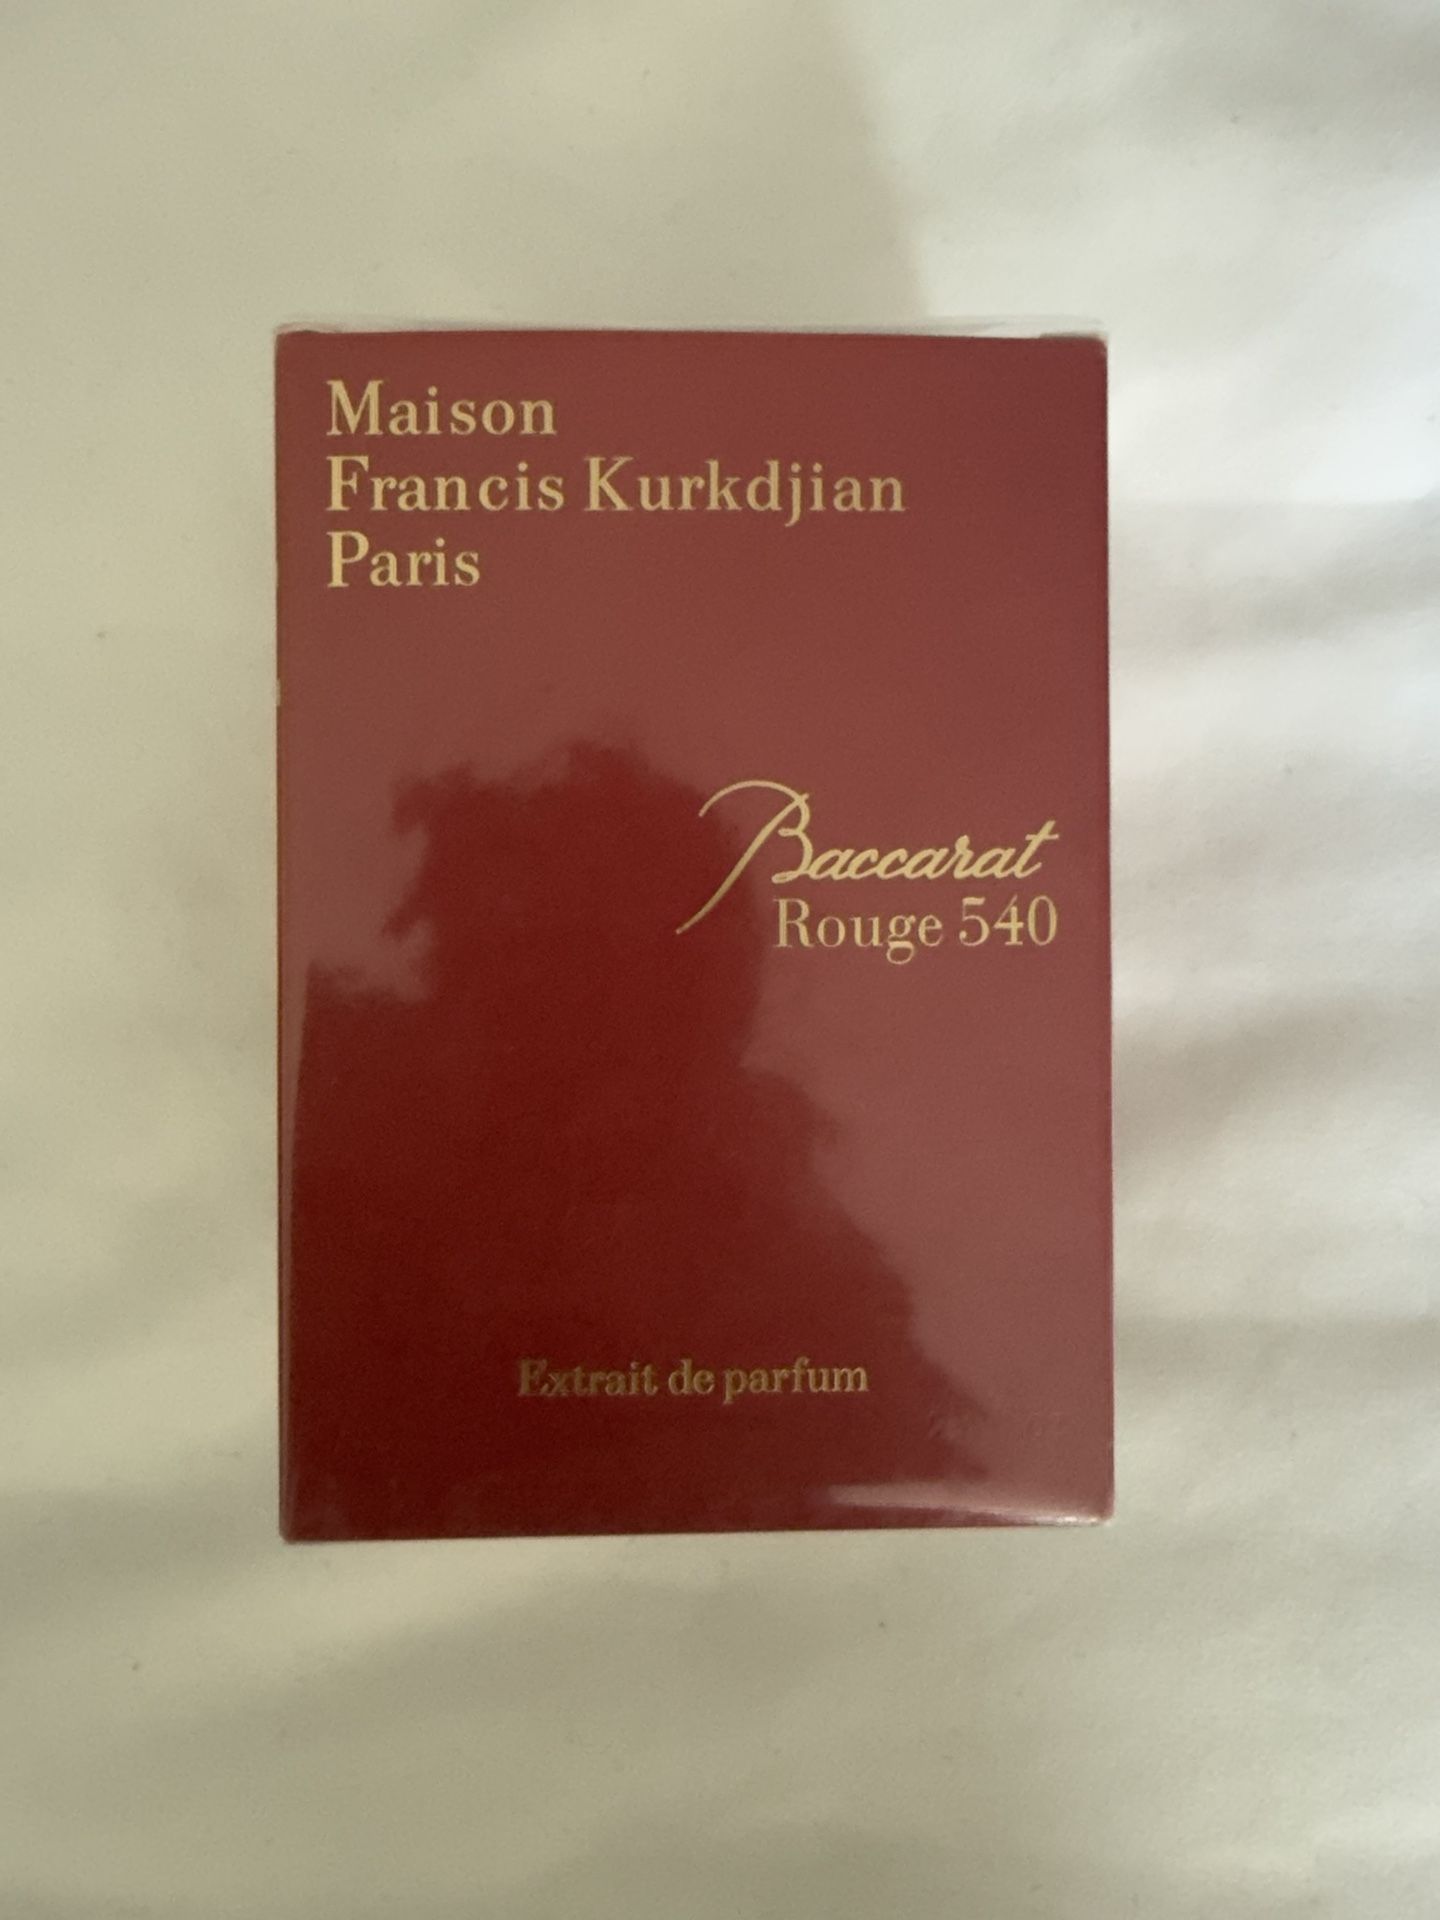 Maison
Francis Kurkdjian
Paris
Baccarat
Rouge 540
Extrait de parfum